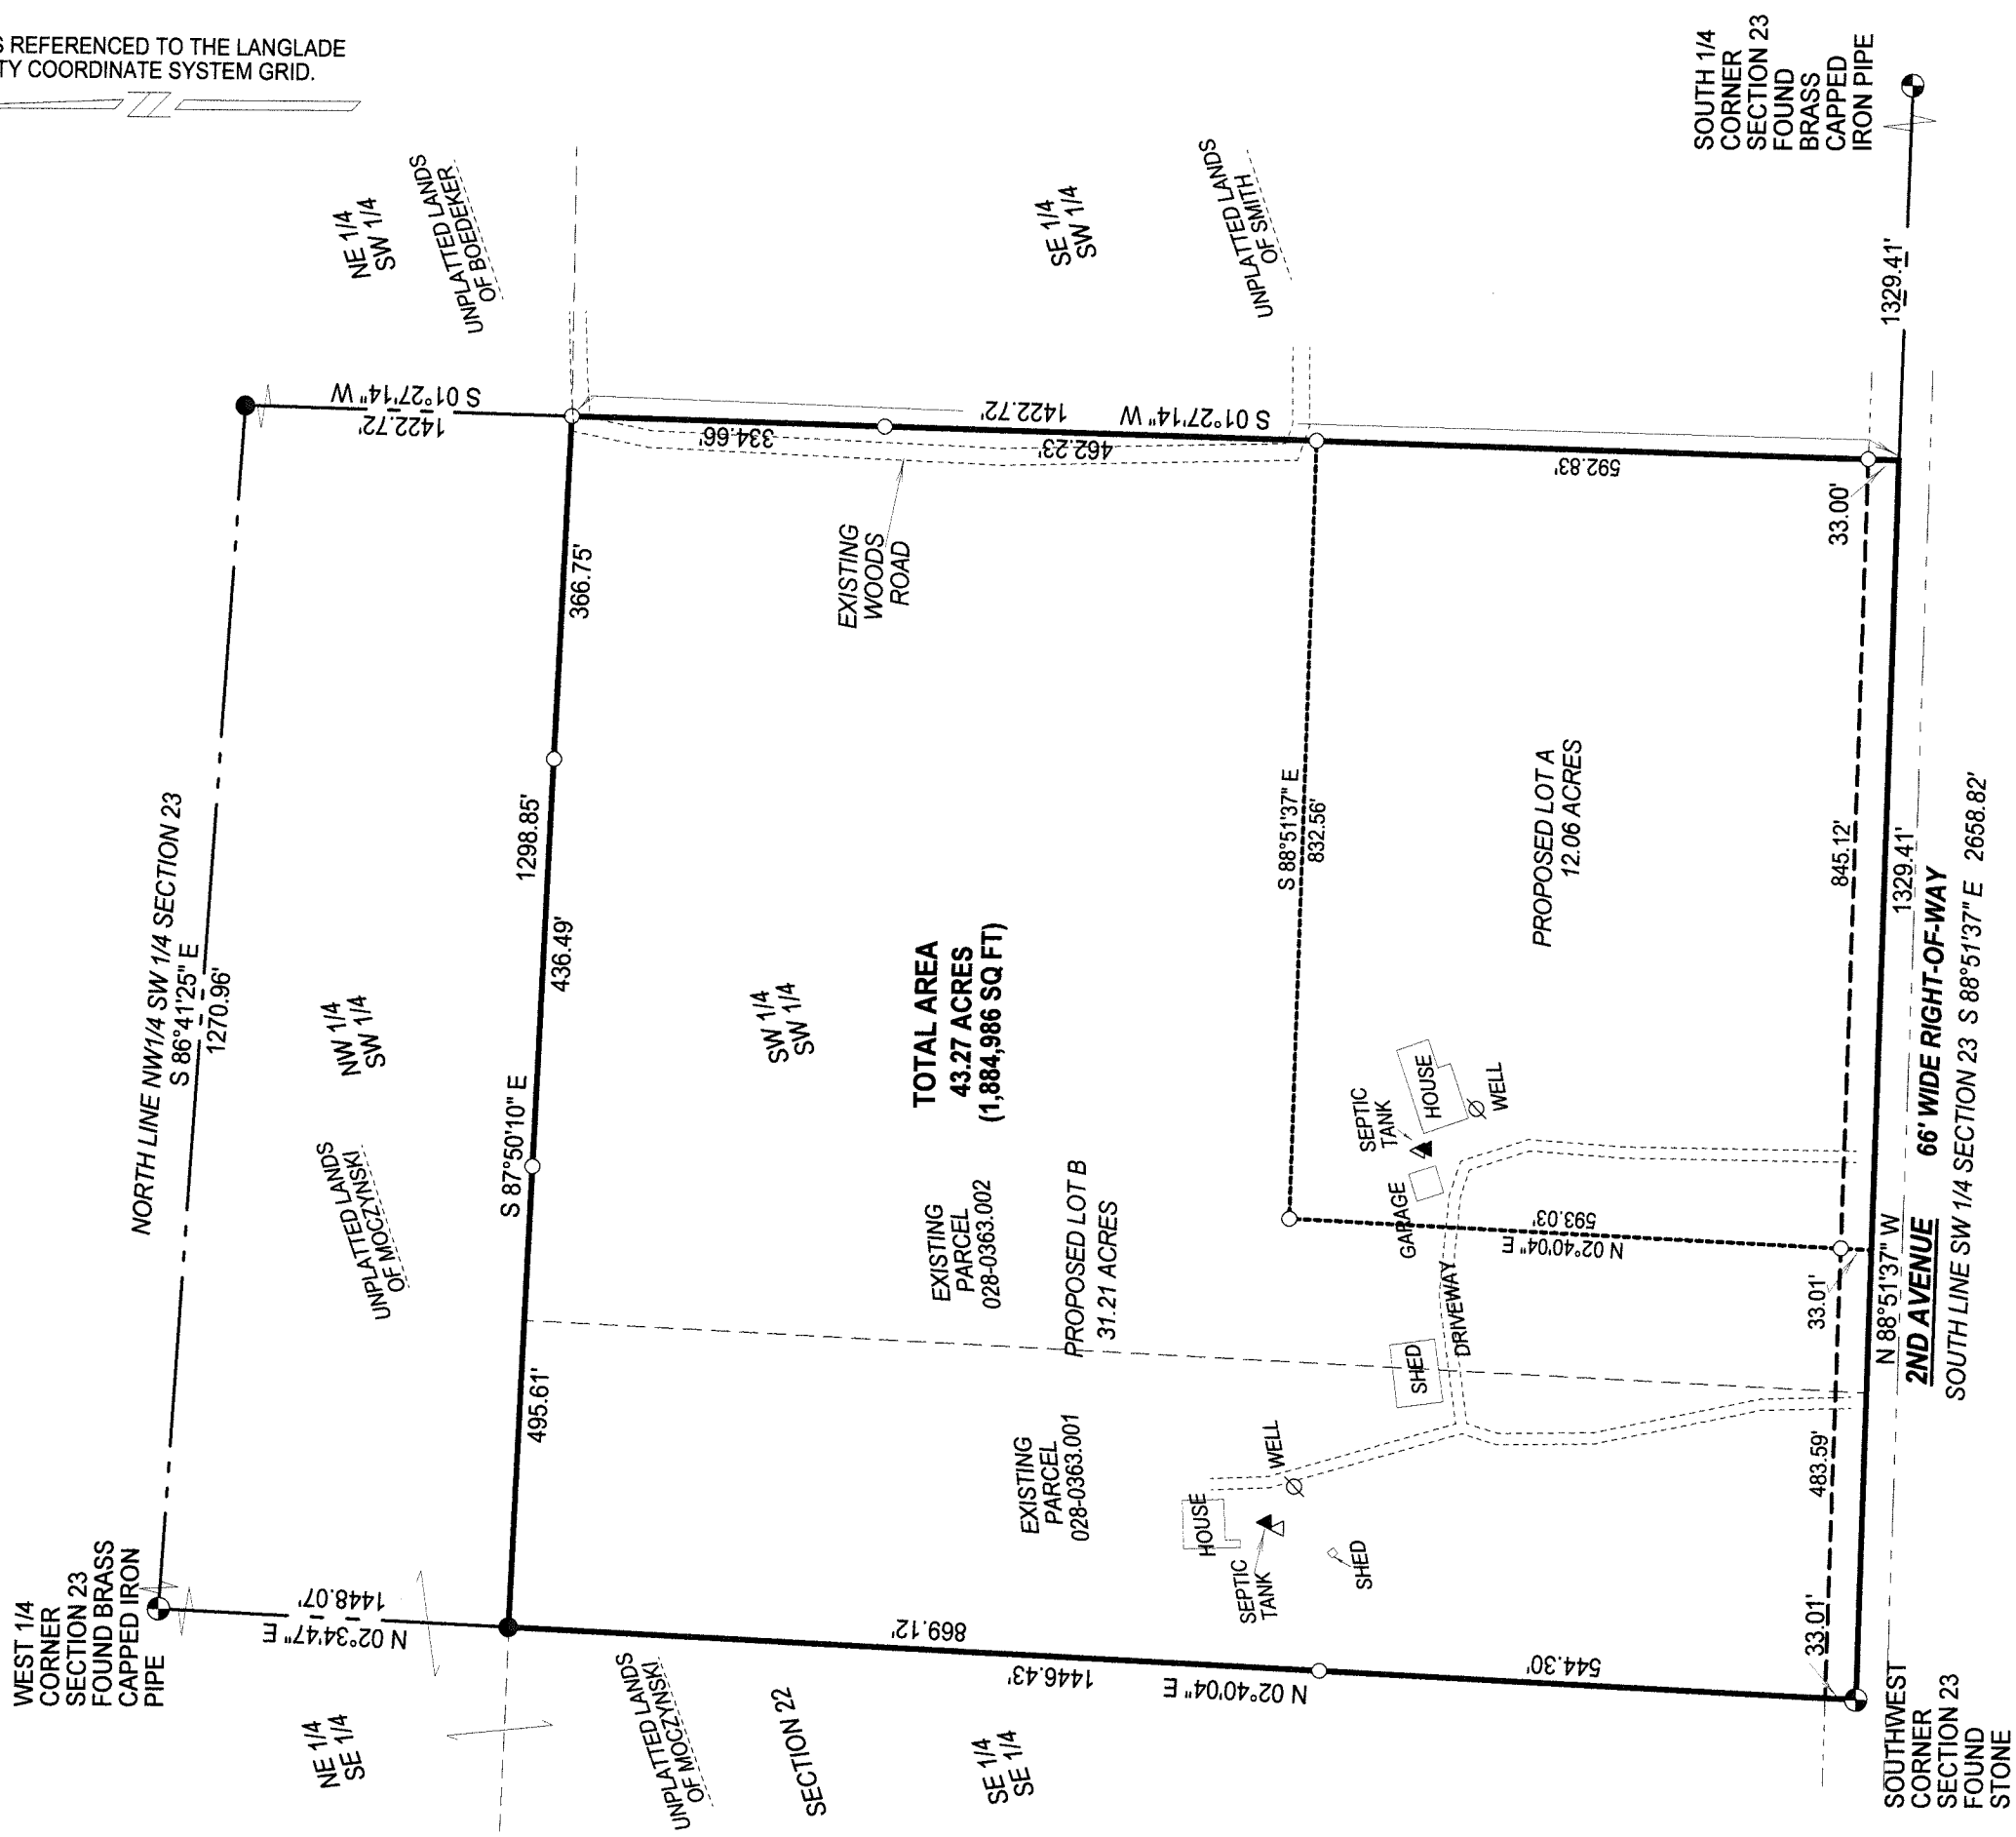 S REFERENCED TO THE LANGLADE
TY COORDINATE SYSTEM GRID.
WEST 1/4
CORNER
SECTION 23
FOUND BRASS
CAPPED IRON
PIPE
NORTH LINE NW1/4 SW 1/4 SECTION 23
S 86°41'25" E
1270.96'
N 02°34'47" E
1448.07'
NE 1/4
SE 1/4
UNPLATTED LANDS
OF MOCZYNSKI
NW 1/4
SW 1/4
NE 1/4
SW 1/4
UNPLATTED LANDS
OF BOEDEKER
S 01°27'14" W
1422.72'
S 87°50'10" E
1298.85'
495.61'
436.49'
366.75'
UNPLATTED LANDS
OF MOCZYNSKI
SECTION 22
SE 1/4
SE 1/4
869.12'
1446.43'
N 02°40'04" E
544.30'
33.01'
SW 1/4
SW 1/4
TOTAL AREA
43.27 ACRES
(1,884,986 SQ FT)
EXISTING
PARCEL
028-0363.002
PROPOSED LOT B
31.21 ACRES
EXISTING
PARCEL
028-0363.001
EXISTING
WOODS
ROAD
334.66'
462.23'
1422.72'
S 01°27'14" W
592.83'
33.00'
SE 1/4
SW 1/4
UNPLATTED LANDS
OF SMITH
HOUSE
WELL
SEPTIC
TANK
SHED
SHED
DRIVEWAY
GARAGE
SEPTIC
TANK
HOUSE
WELL
S 88°51'37" E
832.56'
N 02°40'04" E
593.03'
PROPOSED LOT A
12.06 ACRES
483.59'
33.01'
845.12'
N 88°51'37" W
1329.41'
1329.41'
2ND AVENUE 66' WIDE RIGHT-OF-WAY
SOUTH LINE SW 1/4 SECTION 23 S 88°51'37" E 2658.82'
SOUTHWEST
CORNER
SECTION 23
FOUND
STONE
SOUTH 1/4
CORNER
SECTION 23
FOUND
BRASS
CAPPED
IRON PIPE